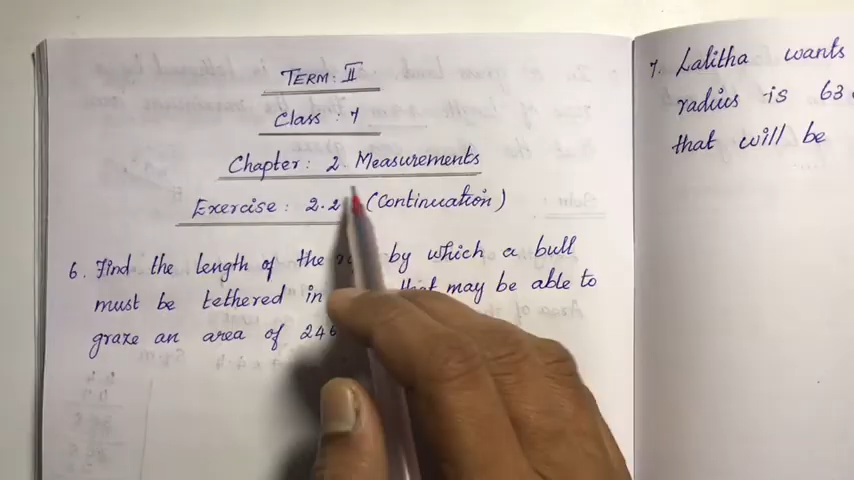 TERM: II
Class: 7
Chapter: 2. Measurements
Exercise: 2.2 (Continuation)
6. Find the length of the by which a bull
must be tethered in that may be able to
graze an area of 246
7. Lalitha wants
radius is 63
that will be